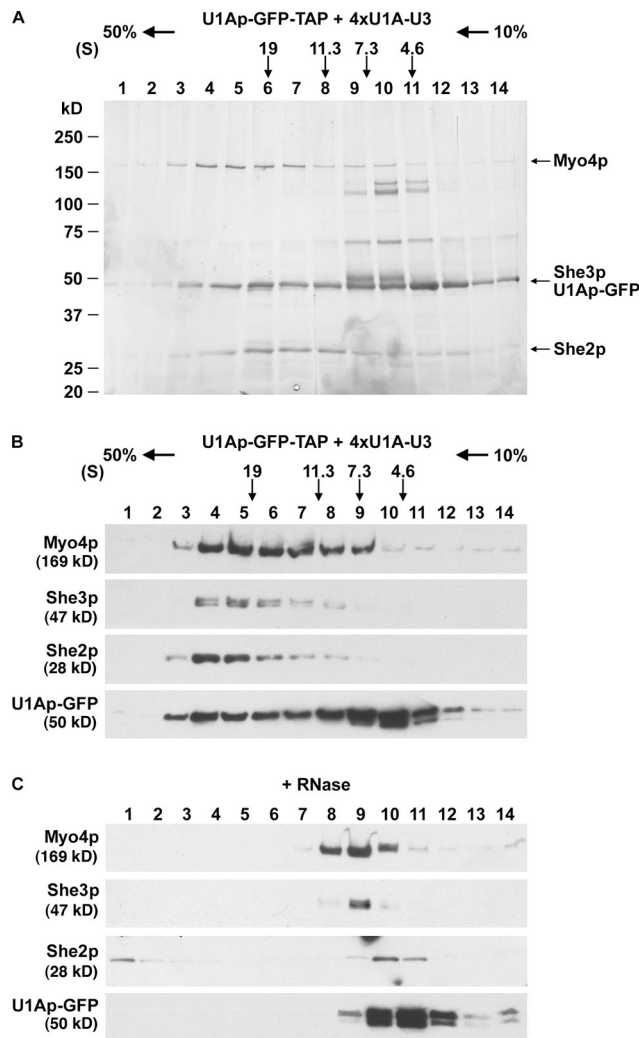 A
U1Ap-GFP-TAP + 4xU1A-U3
50% 10%
(S) 19 11.3 7.3 4.6
1 2 3 4 5 6 7 8 9 10 11 12 13 14
kD
250
150
100
75
50
37
25
20
Myo4p
She3p
U1Ap-GFP
She2p
B
U1Ap-GFP-TAP + 4xU1A-U3
50% 10%
(S) 19 11.3 7.3 4.6
1 2 3 4 5 6 7 8 9 10 11 12 13 14
Myo4p
(169 kD)
She3p
(47 kD)
She2p
(28 kD)
U1Ap-GFP
(50 kD)
C
+ RNase
1 2 3 4 5 6 7 8 9 10 11 12 13 14
Myo4p
(169 kD)
She3p
(47 kD)
She2p
(28 kD)
U1Ap-GFP
(50 kD)